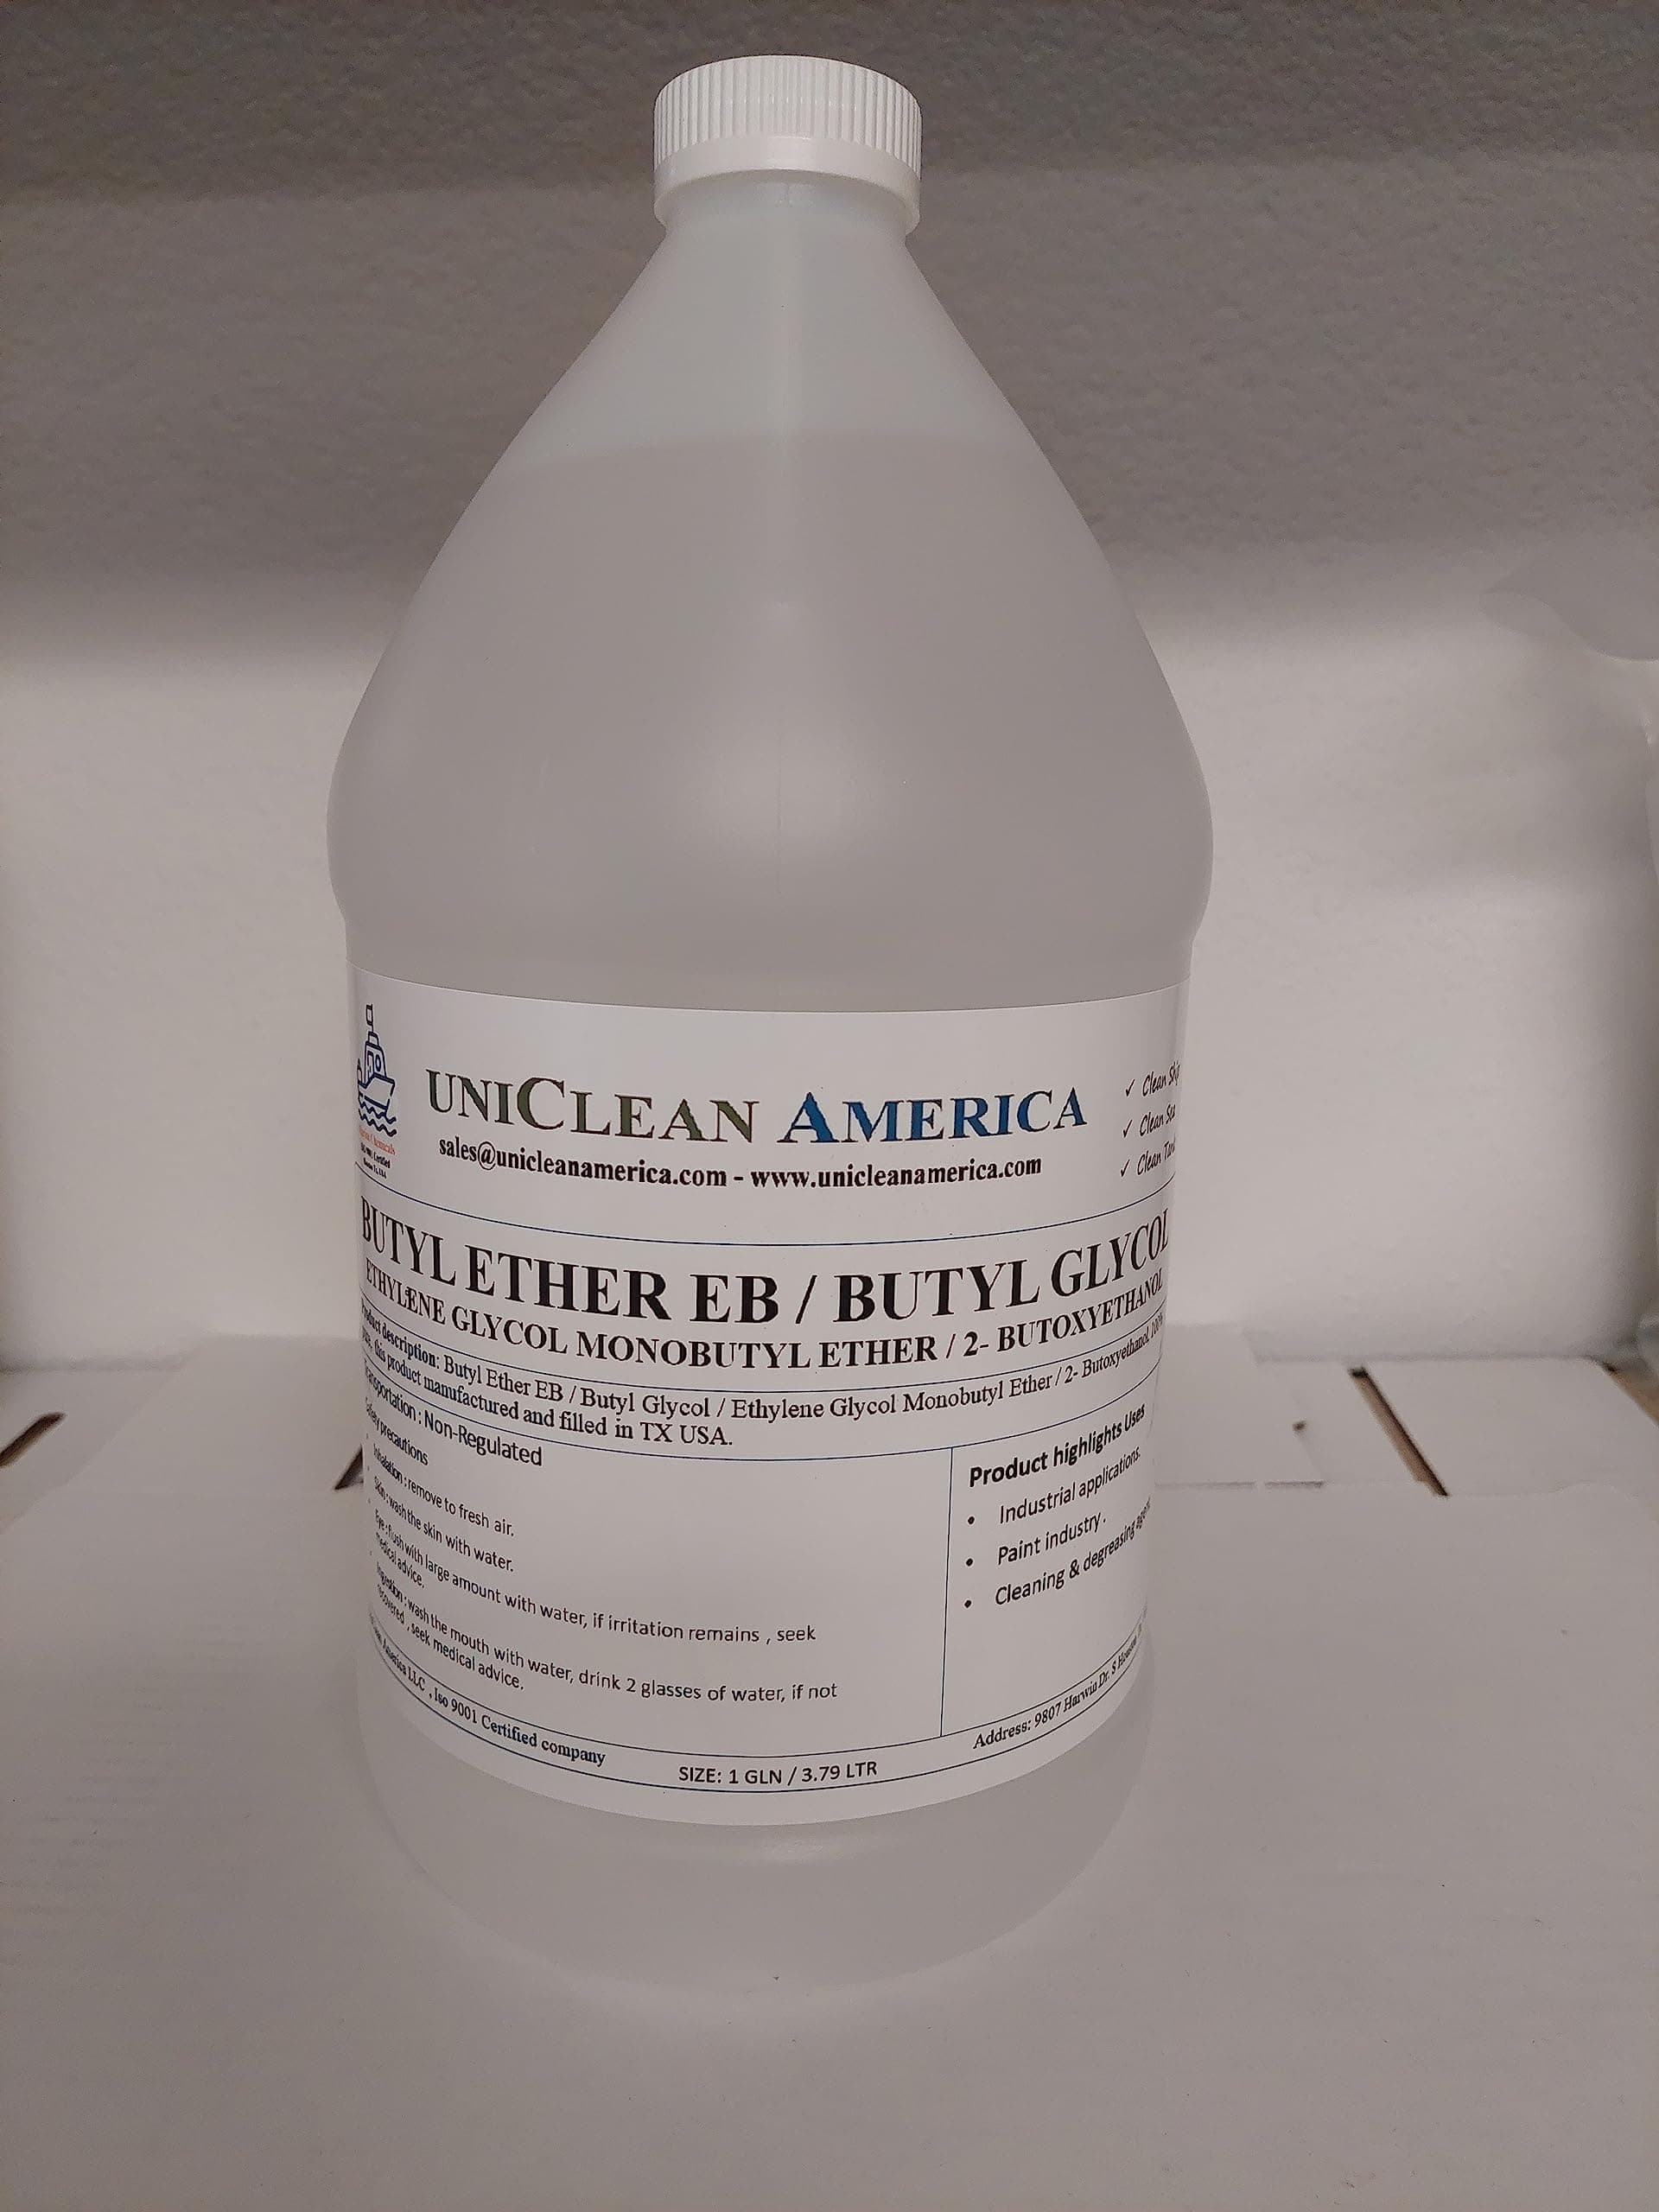 UNICLEAN AMERICA
sales@unicleanamerica.com - www.unicleanamerica.com
✓ Clean Ship
✓ Clean Sea
✓ Clean
BUTYL ETHER EB / BUTYL GLYCOL
ETHYLENE GLYCOL MONOBUTYL ETHER / 2- BUTOXYETHANOL
Product description: Butyl Ether EB / Butyl Glycol / Ethylene Glycol Monobutyl Ether / 2- Butoxyethanol, 100%
this product manufactured and filled in TX USA.
Transportation : Non-Regulated
Safety precautions
Inhalation : remove to fresh air.
Skin : wash the skin with water.
Eye : flush with large amount with water, if irritation remains , seek
medical advice.
Ingestion : wash the mouth with water, drink 2 glasses of water, if not
recovered , seek medical advice.
Product highlights Uses
• Industrial applications.
• Paint industry .
• Cleaning & degreasing
America LLC , Iso 9001 Certified company
SIZE: 1 GLN / 3.79 LTR
Address: 9807 Harwin Dr. S